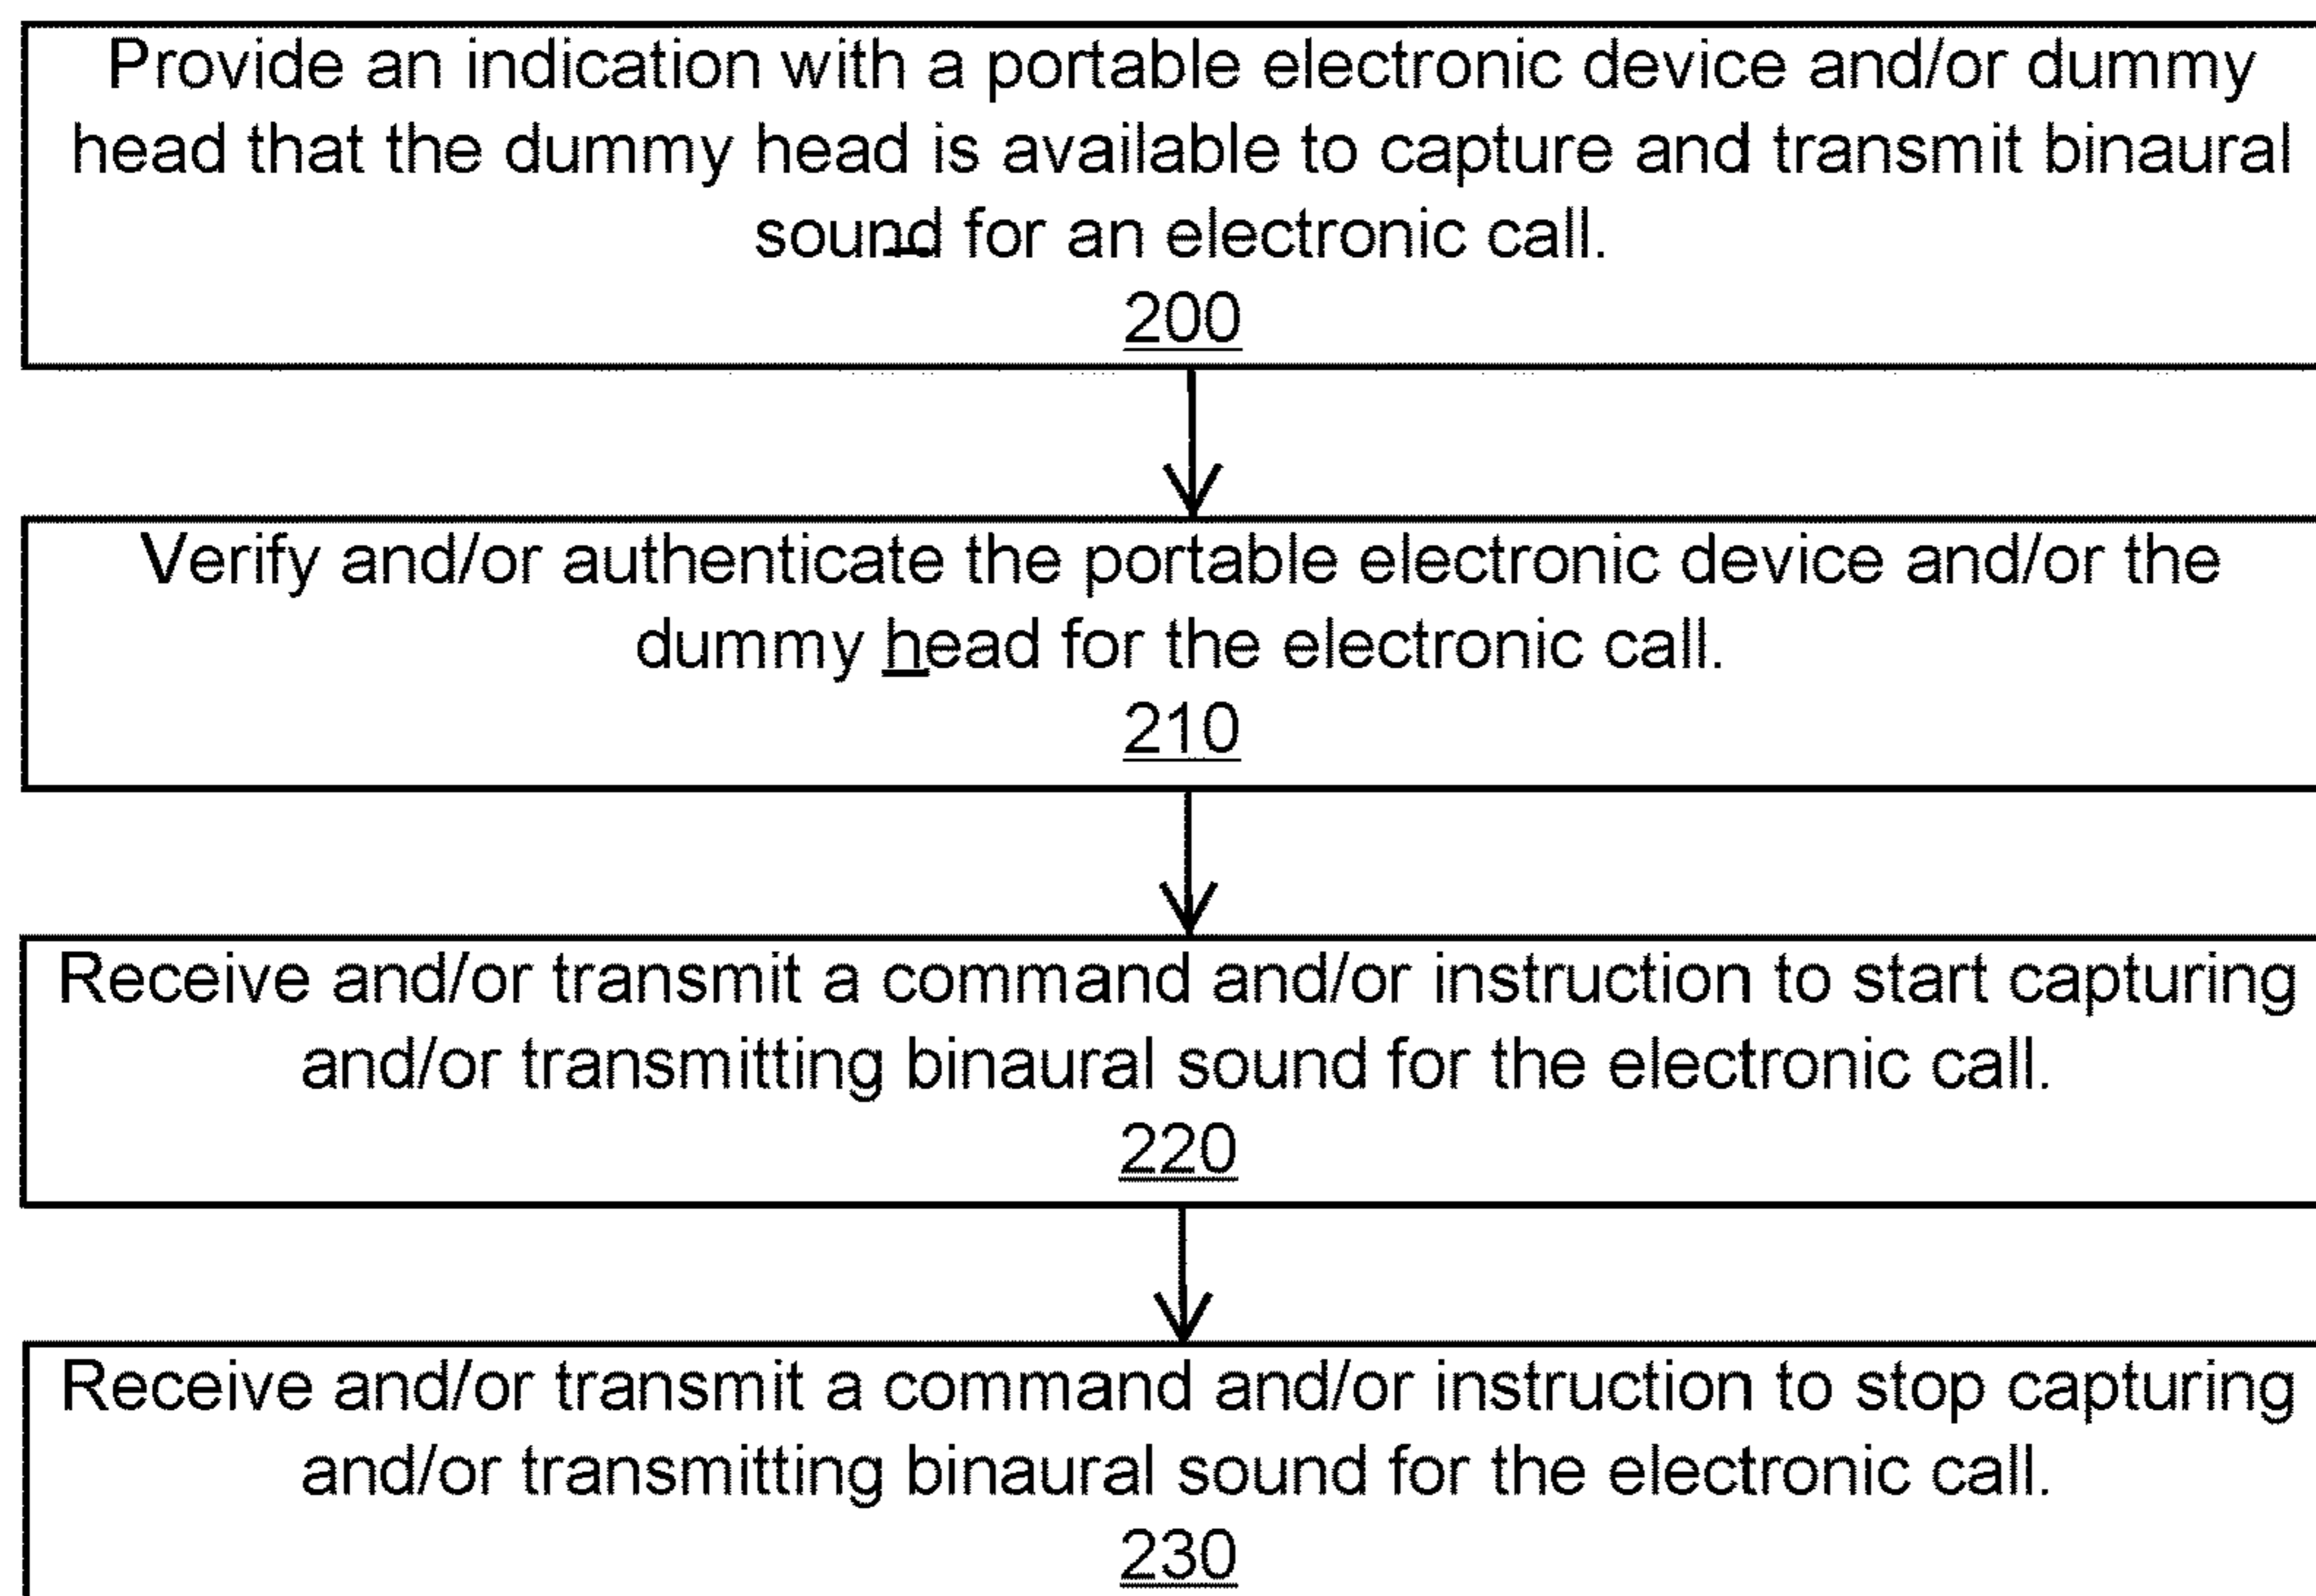 Provide an indication with a portable electronic device and/or dummy
head that the dummy head is available to capture and transmit binaural
sound for an electronic call.
200
Verify and/or authenticate the portable electronic device and/or the
dummy head for the electronic call.
210
Receive and/or transmit a command and/or instruction to start capturing
and/or transmitting binaural sound for the electronic call.
220
Receive and/or transmit a command and/or instruction to stop capturing
and/or transmitting binaural sound for the electronic call.
230